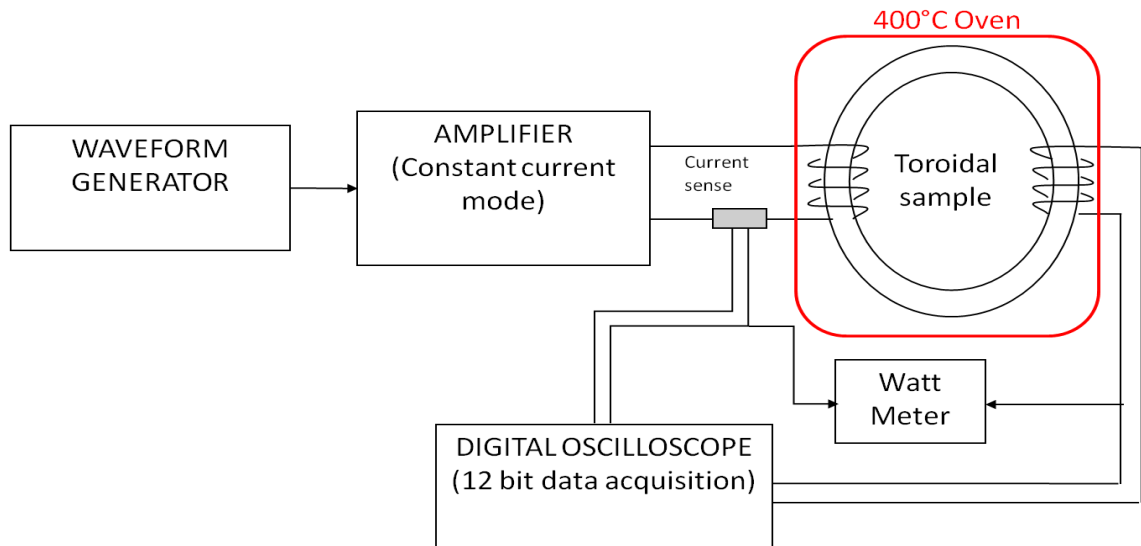 400°C Oven
WAVEFORM
GENERATOR
AMPLIFIER
(Constant current
mode)
Current
sense
Toroidal
sample
Watt
Meter
DIGITAL OSCILLOSCOPE
(12 bit data acquisition)